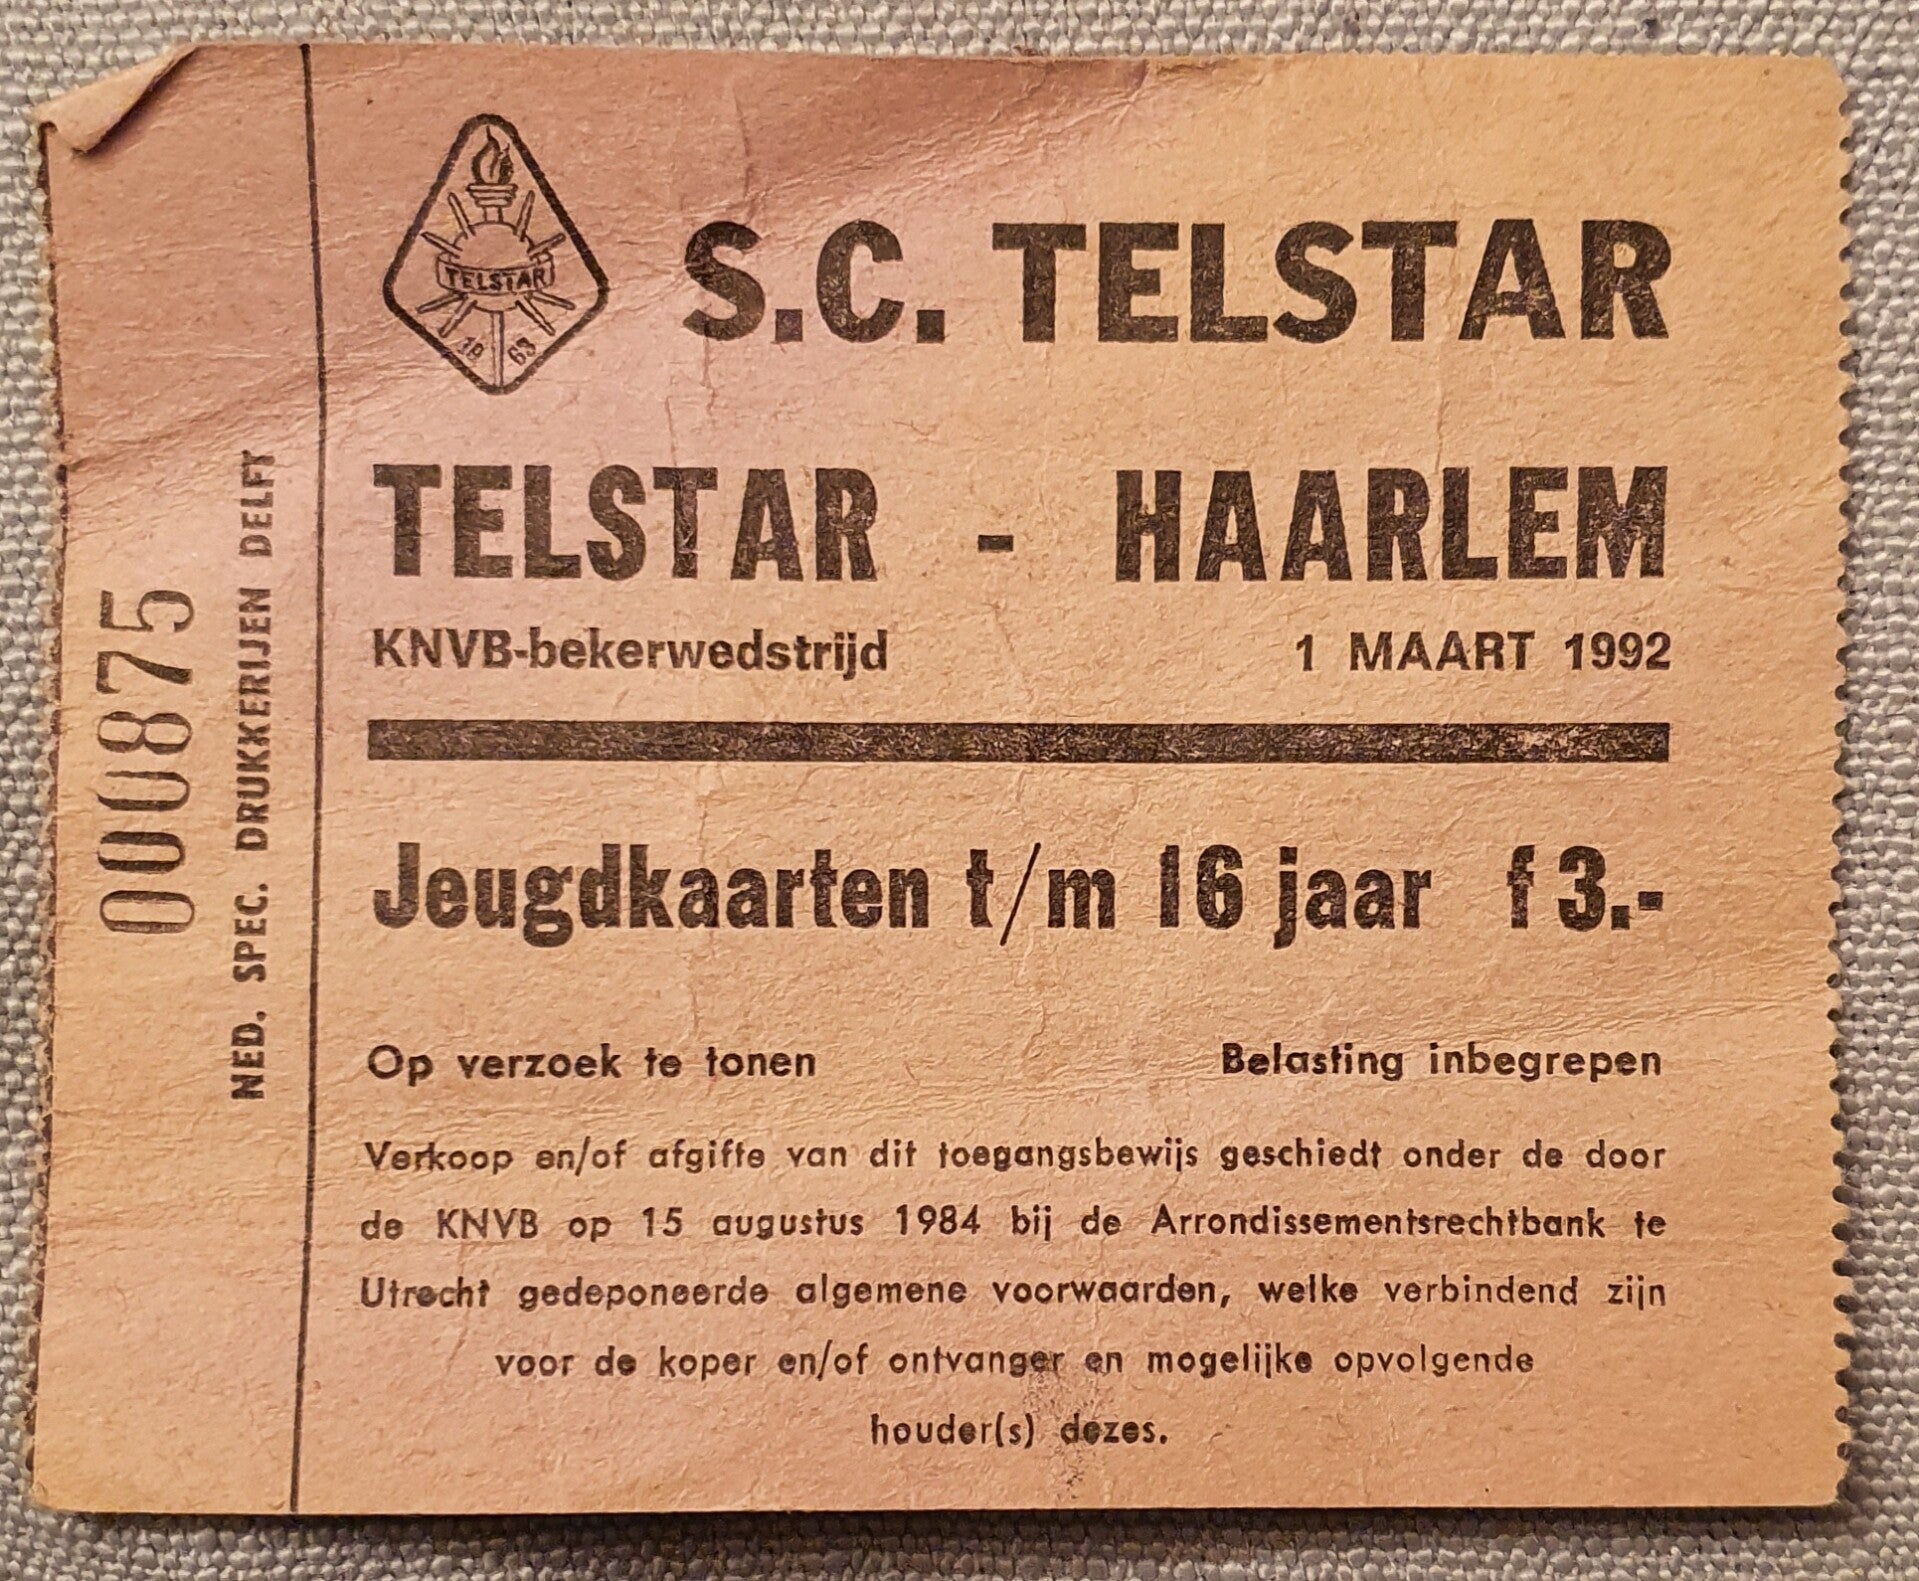 TELSTAR
19 63
S.C. TELSTAR
TELSTAR - HAARLEM
KNVB-bekerwedstrijd 1 MAART 1992
Jeugdkaarten t/m 16 jaar f 3.-
Op verzoek te tonen Belasting inbegrepen
Verkoop en/of afgifte van dit toegangsbewijs geschiedt onder de door
de KNVB op 15 augustus 1984 bij de Arrondissementsrechtbank te
Utrecht gedeponeerde algemene voorwaarden, welke verbindend zijn
voor de koper en/of ontvanger en mogelijke opvolgende
houder(s) dezes.
000875
NED. SPEC. DRUKKERIJEN DELFT